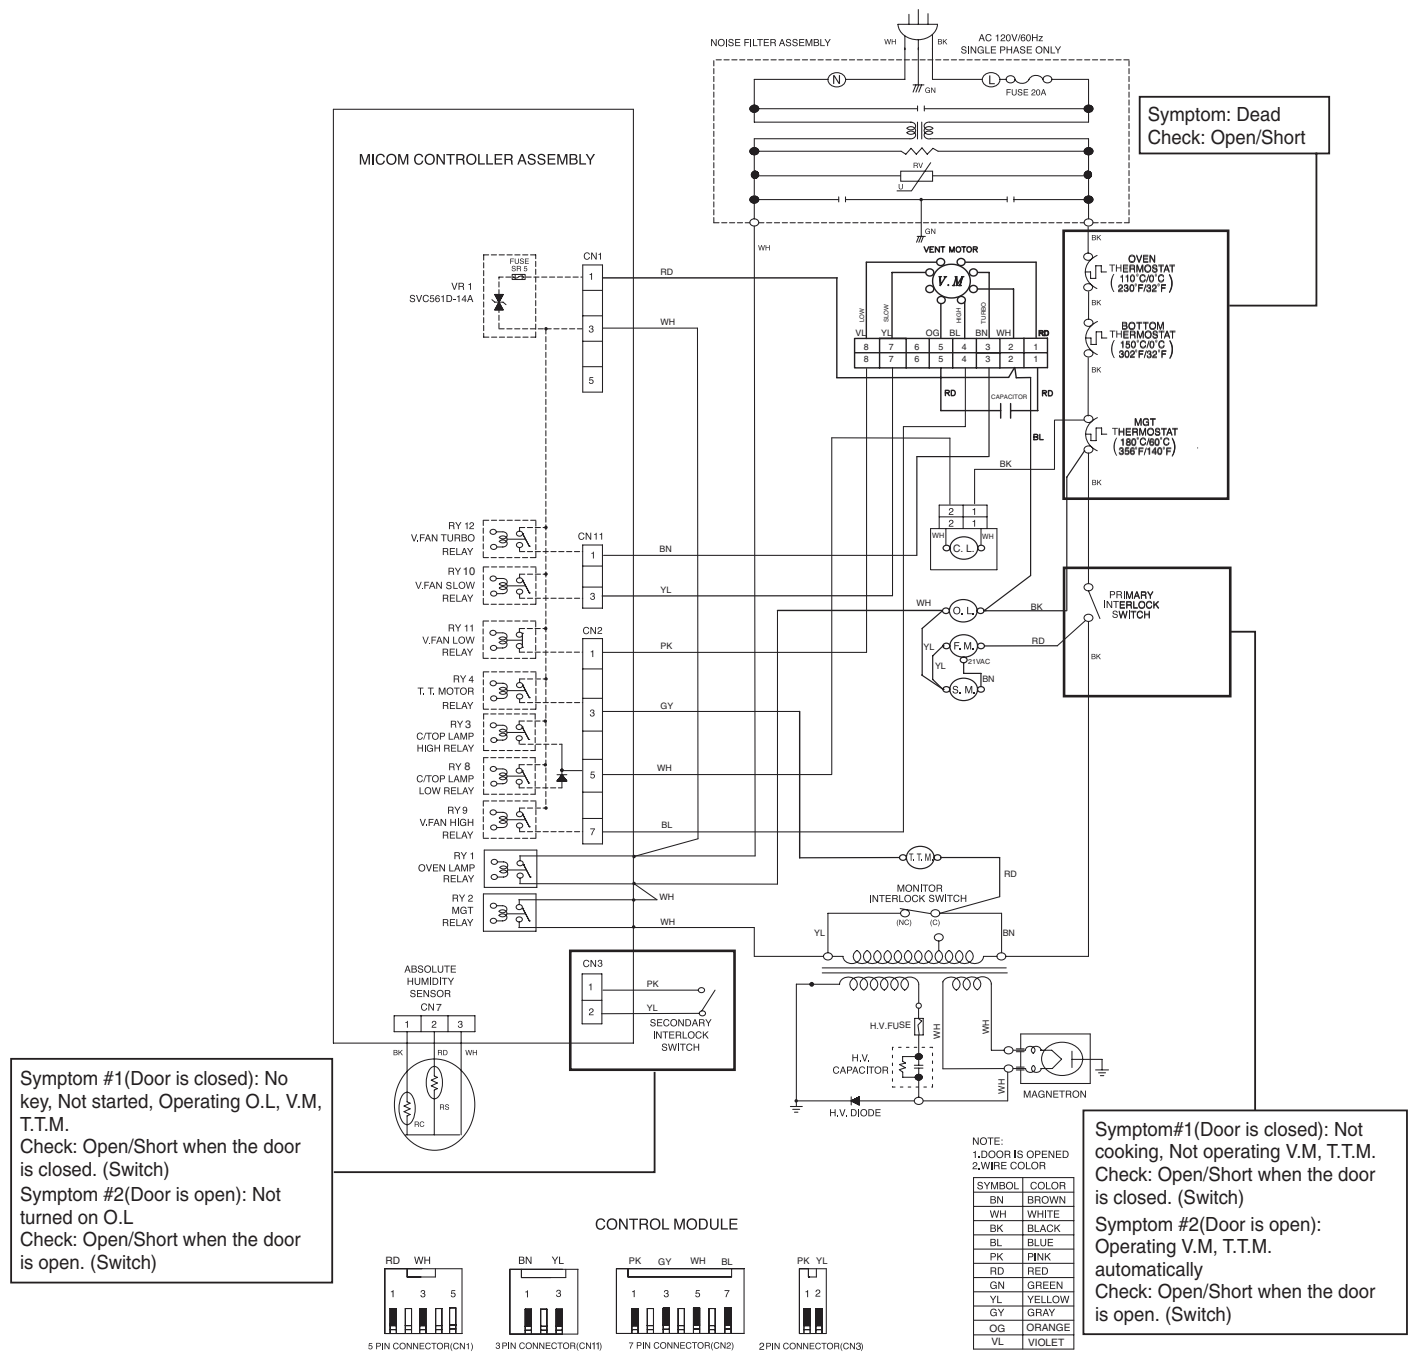 NOISE FILTER ASSEMBLY
WH
BK
AC 120V/60Hz
SINGLE PHASE ONLY
N
GN
L
FUSE 20A
RV
U
GN
WH
Symptom: Dead
Check: Open/Short
MICOM CONTROLLER ASSEMBLY
FUSE
SR 5
VR 1
SVC561D-14A
CN1
1
3
5
RD
WH
VENT MOTOR
V.M
LOW
SLOW
HIGH
TURBO
VL YL OG BL BN WH RD
8 7 6 5 4 3 2 1
8 7 6 5 4 3 2 1
RD
CAPACITOR
RD
BL
BK
OVEN
THERMOSTAT
110°C/0°C
230°F/32°F
BK
BOTTOM
THERMOSTAT
150°C/0°C
302°F/32°F
BK
MGT
THERMOSTAT
180°C/60°C
356°F/140°F
BK
BK
2 1
2 1
WH WH
C. L.
RY 12
V.FAN TURBO
RELAY
RY 10
V.FAN SLOW
RELAY
CN 11
1
3
BN
YL
RY 11
V.FAN LOW
RELAY
RY 4
T. T. MOTOR
RELAY
RY 3
C/TOP LAMP
HIGH RELAY
RY 8
C/TOP LAMP
LOW RELAY
RY 9
V.FAN HIGH
RELAY
CN2
1
3
5
7
PK
GY
WH
BL
RY 1
OVEN LAMP
RELAY
RY 2
MGT
RELAY
WH
WH
WH
O. L.
BK
YL
F. M.
RD
21VAC
YL
BN
S. M.
PRIMARY
INTERLOCK
SWITCH
BK
T. T. M.
RD
MONITOR
INTERLOCK SWITCH
(NC) (C)
YL
BN
ABSOLUTE
HUMIDITY
SENSOR
CN 7
1 2 3
BK RD WH
RS
RC
CN3
1
2
PK
YL
SECONDARY
INTERLOCK
SWITCH
H.V.FUSE
WH
WH
H.V.
CAPACITOR
WH
H.V. DIODE
MAGNETRON
Symptom #1(Door is closed): No
key, Not started, Operating O.L, V.M,
T.T.M.
Check: Open/Short when the door
is closed. (Switch)
Symptom #2(Door is open): Not
turned on O.L
Check: Open/Short when the door
is open. (Switch)
Symptom#1(Door is closed): Not
cooking, Not operating V.M, T.T.M.
Check: Open/Short when the door
is closed. (Switch)
Symptom #2(Door is open):
Operating V.M, T.T.M.
automatically
Check: Open/Short when the door
is open. (Switch)
NOTE:
1.DOOR IS OPENED
2.WIRE COLOR
SYMBOL COLOR
BN BROWN
WH WHITE
BK BLACK
BL BLUE
PK PINK
RD RED
GN GREEN
YL YELLOW
GY GRAY
OG ORANGE
VL VIOLET
CONTROL MODULE
RD WH
1 3 5
5 PIN CONNECTOR(CN1)
BN YL
1 3
3 PIN CONNECTOR(CN11)
PK GY WH BL
1 3 5 7
7 PIN CONNECTOR(CN2)
PK YL
1 2
2PIN CONNECTOR(CN3)